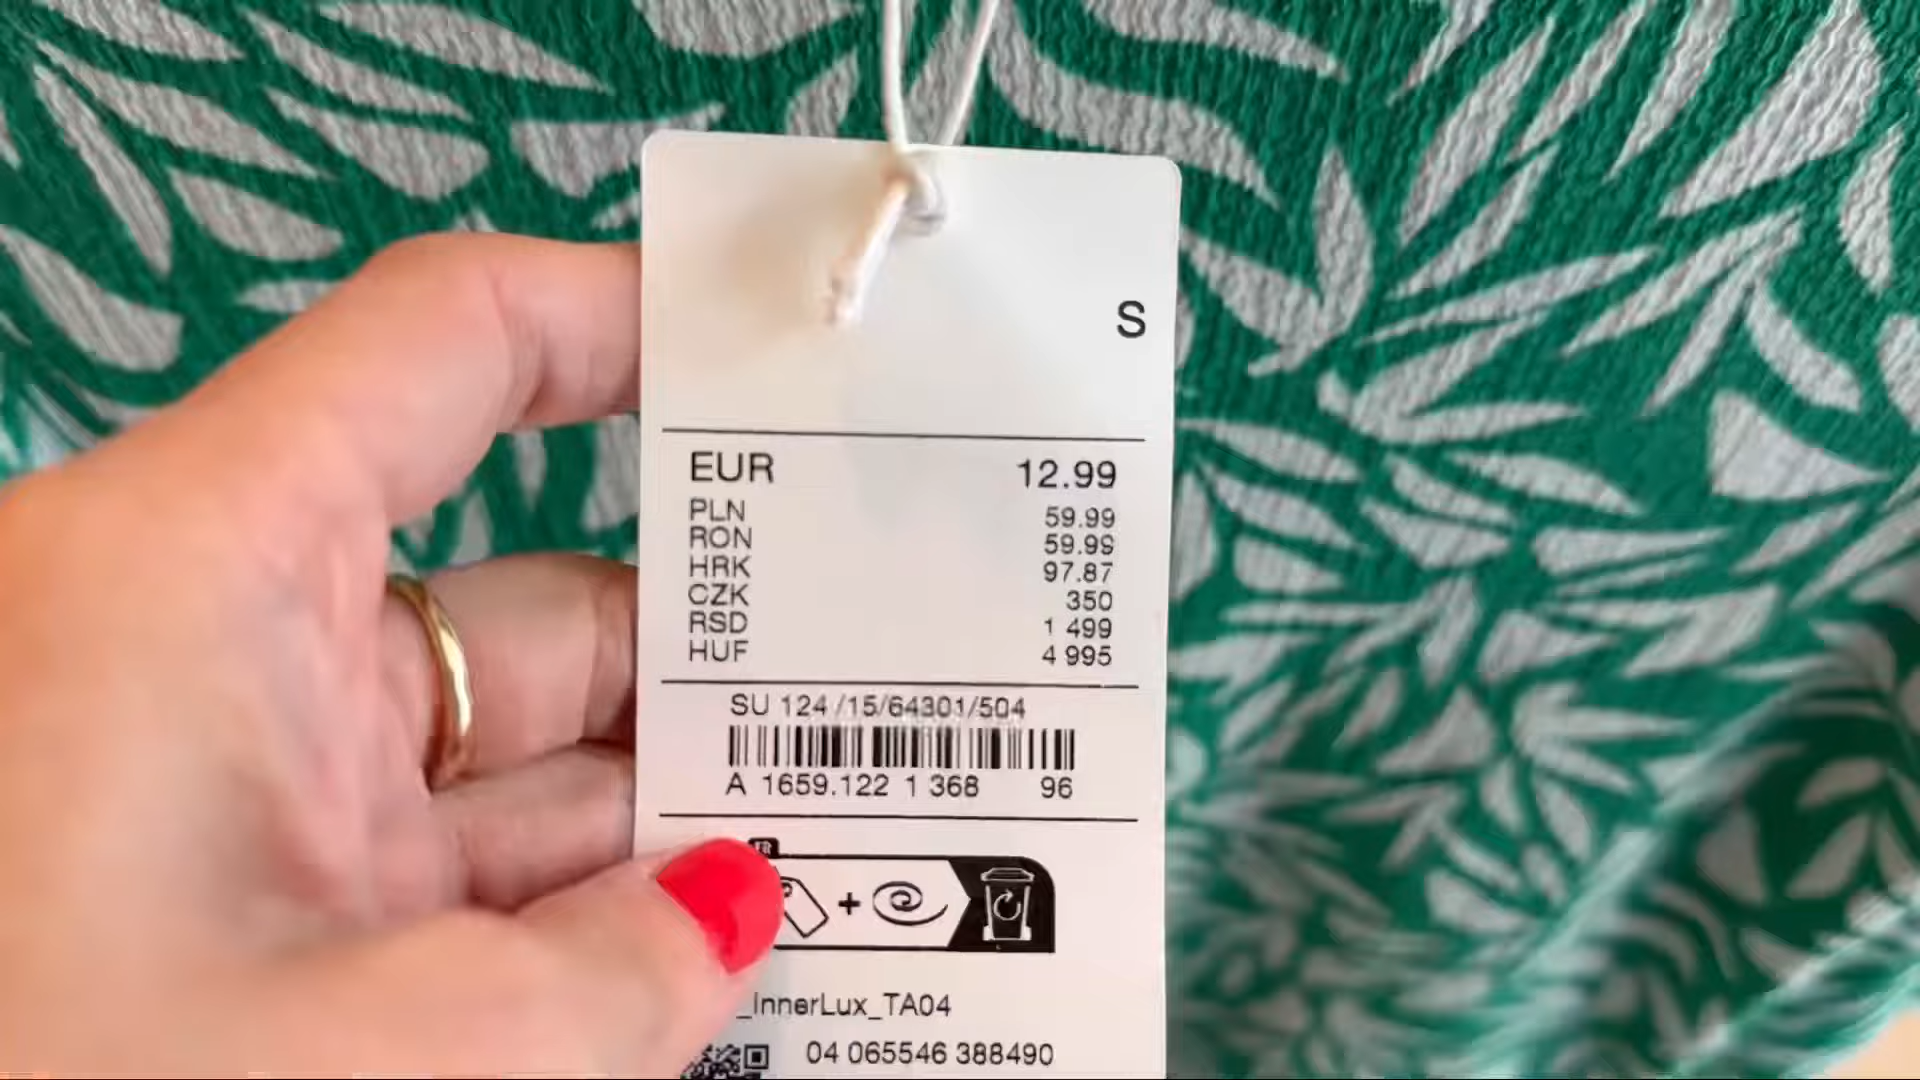 S
EUR 12.99
PLN 59.99
RON 59.99
HRK 97.87
CZK 350
RSD 1 499
HUF 4 995
SU 124 /15/64301/504
A 1659.122 1 368 96
FR
_InnerLux_TA04
04 065546 388490